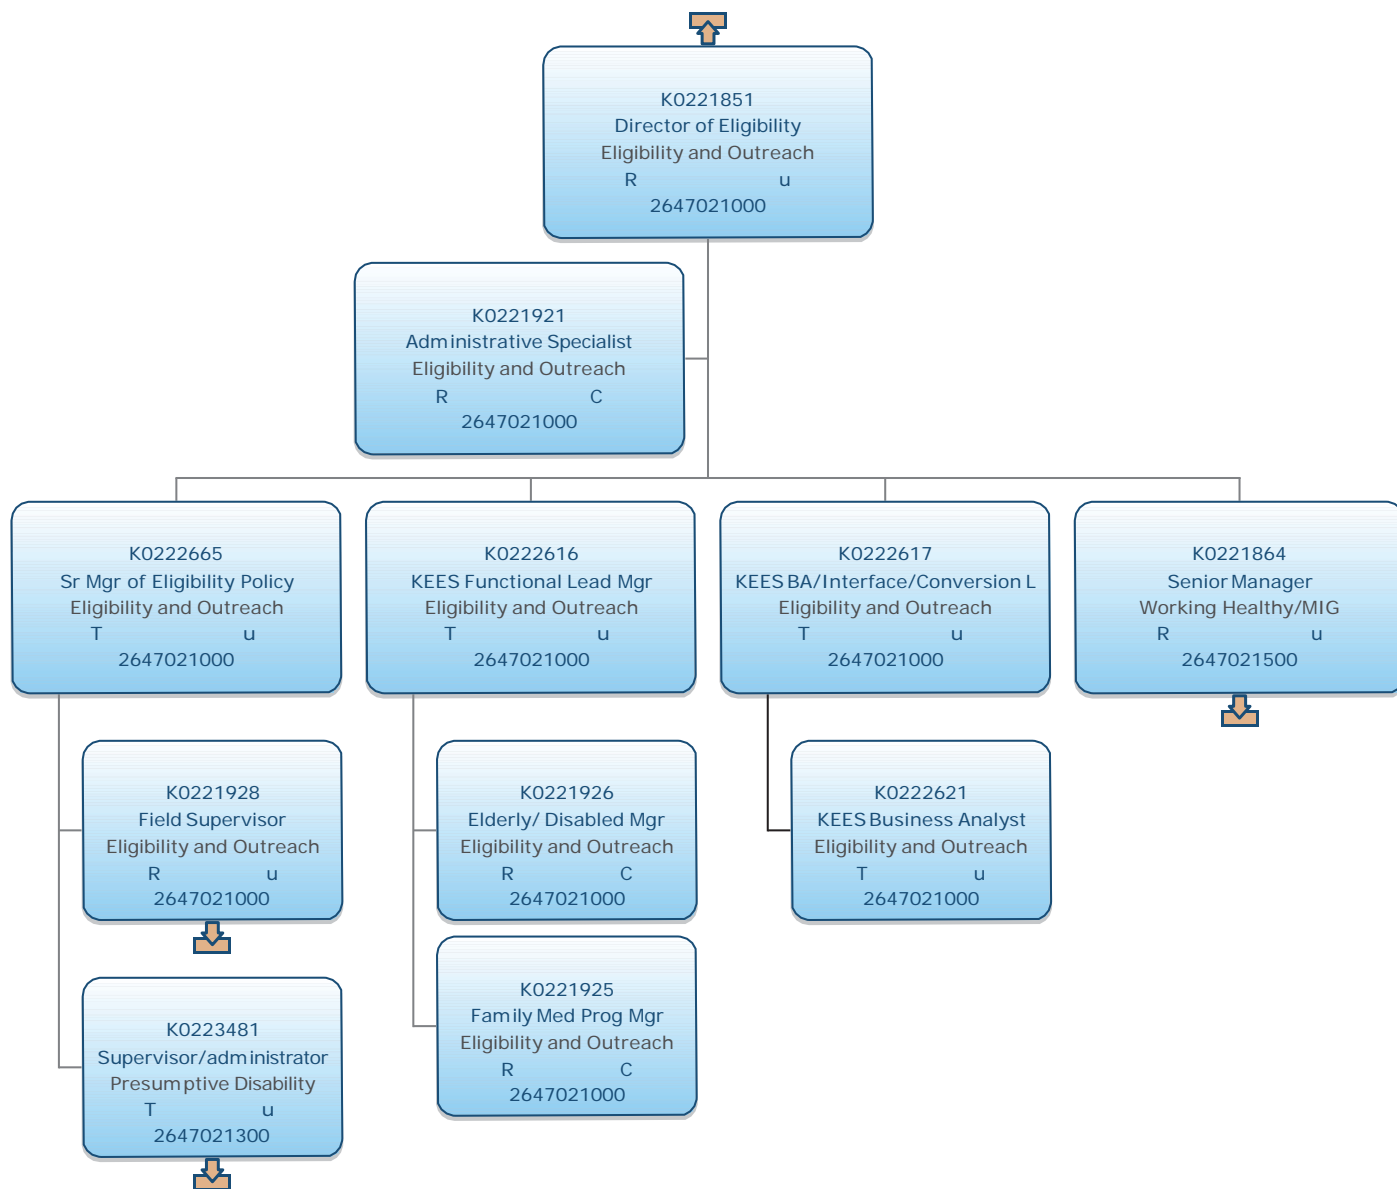 K0221851
Director of Eligibility
Eligibility and Outreach
R u
2647021000
K0221921
Administrative Specialist
Eligibility and Outreach
R C
2647021000
K0222665
Sr Mgr of Eligibility Policy
Eligibility and Outreach
T u
2647021000
K0222616
KEES Functional Lead Mgr
Eligibility and Outreach
T u
2647021000
K0222617
KEES BA/Interface/Conversion L
Eligibility and Outreach
T u
2647021000
K0221864
Senior Manager
Working Healthy/MIG
R u
2647021500
K0221928
Field Supervisor
Eligibility and Outreach
R u
2647021000
K0221926
Elderly/ Disabled Mgr
Eligibility and Outreach
R C
2647021000
K0222621
KEES Business Analyst
Eligibility and Outreach
T u
2647021000
K0223481
Supervisor/administrator
Presumptive Disability
T u
2647021300
K0221925
Family Med Prog Mgr
Eligibility and Outreach
R C
2647021000